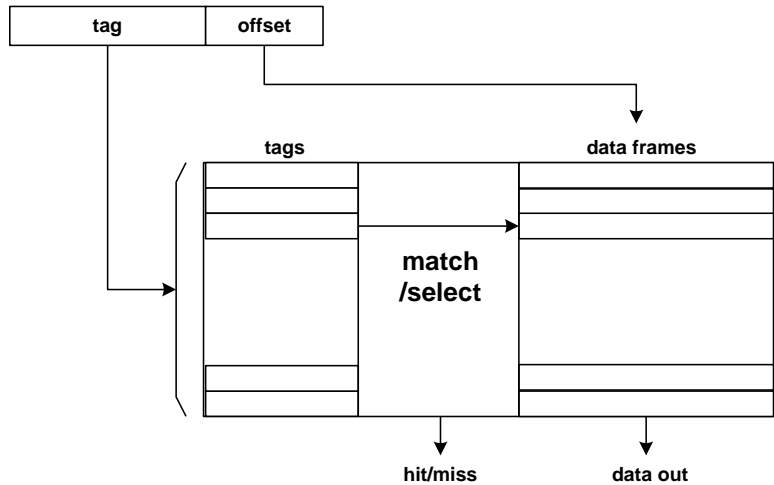 tag
offset
tags
data frames
match
/select
hit/miss
data out